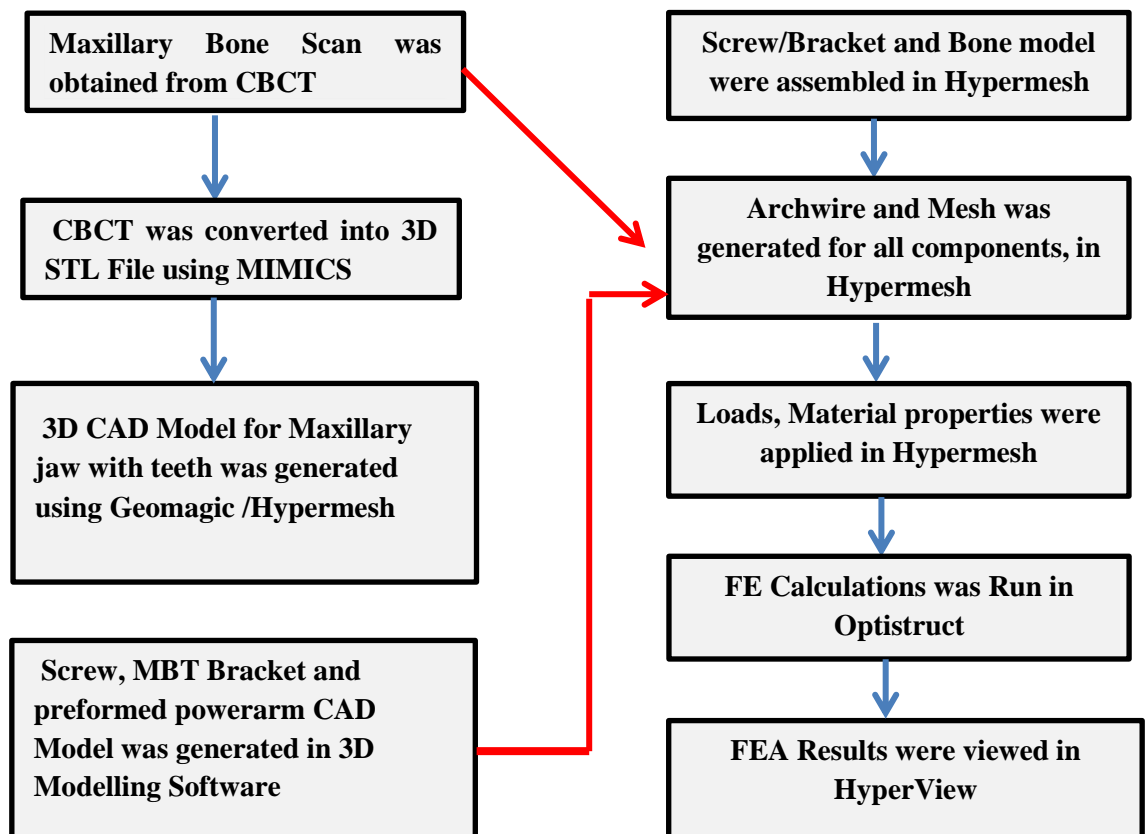 Maxillary Bone Scan was
obtained from CBCT
CBCT was converted into 3D
STL File using MIMICS
3D CAD Model for Maxillary
jaw with teeth was generated
using Geomagic /Hypermesh
Screw, MBT Bracket and
preformed powerarm CAD
Model was generated in 3D
Modelling Software
Screw/Bracket and Bone model
were assembled in Hypermesh
Archwire and Mesh was
generated for all components, in
Hypermesh
Loads, Material properties were
applied in Hypermesh
FE Calculations was Run in
Optistruct
FEA Results were viewed in
HyperView